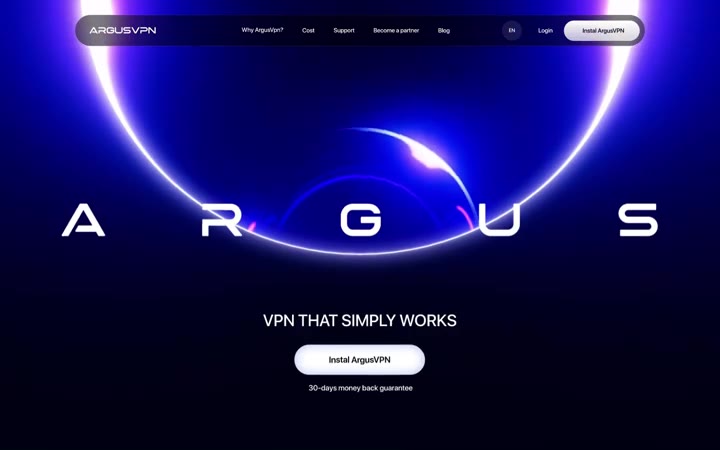 ARGUSVPN
Why ArgusVpn? Cost Support Become a partner Blog EN Login Instal ArgusVPN
A R G U S
VPN THAT SIMPLY WORKS
Instal ArgusVPN
30-days money back guarantee